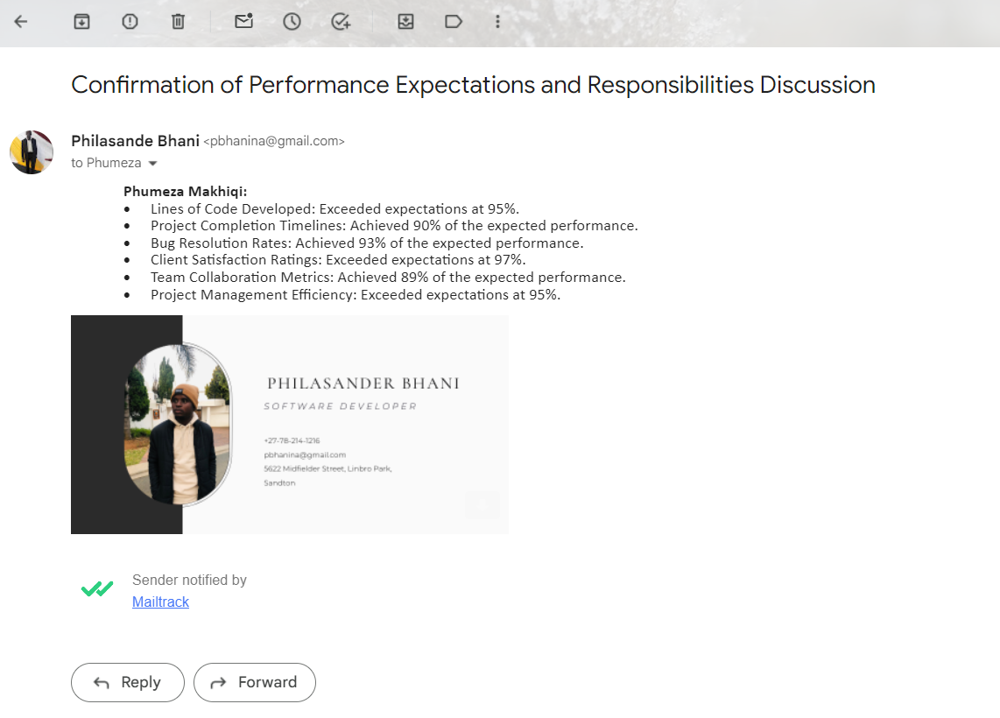 Confirmation of Performance Expectations and Responsibilities Discussion
Philasande Bhani <pbhanina@gmail.com>
to Phumeza
Phumeza Makhiqi:
• Lines of Code Developed: Exceeded expectations at 95%.
• Project Completion Timelines: Achieved 90% of the expected performance.
• Bug Resolution Rates: Achieved 93% of the expected performance.
• Client Satisfaction Ratings: Exceeded expectations at 97%.
• Team Collaboration Metrics: Achieved 89% of the expected performance.
• Project Management Efficiency: Exceeded expectations at 95%.
PHILASANDER BHANI
SOFTWARE DEVELOPER
+27-78-214-1216
pbhanina@gmail.com
5622 Midfielder Street, Linbro Park,
Sandton
Sender notified by
Mailtrack
Reply
Forward